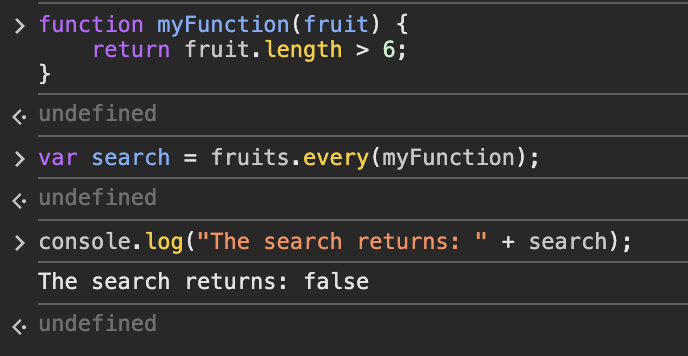 function myFunction(fruit) {
    return fruit.length > 6;
}
undefined
var search = fruits.every(myFunction);
undefined
console.log("The search returns: " + search);
The search returns: false
undefined